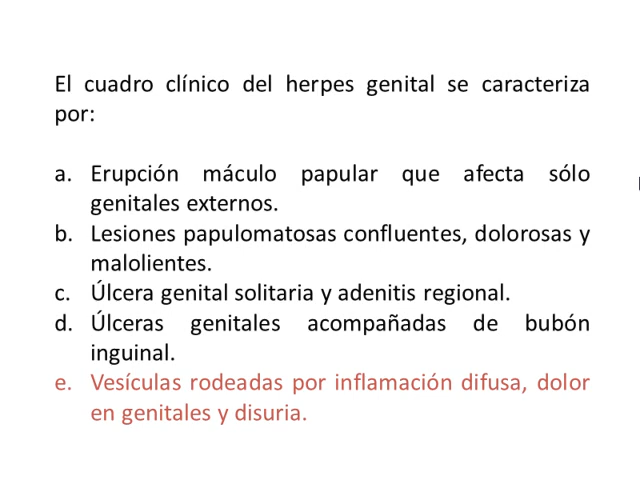 El cuadro clínico del herpes genital se caracteriza
por:
a. Erupción máculo papular que afecta sólo
genitales externos.
b. Lesiones papulomatosas confluentes, dolorosas y
malolientes.
c. Úlcera genital solitaria y adenitis regional.
d. Úlceras genitales acompañadas de bubón
inguinal.
e. Vesículas rodeadas por inflamación difusa, dolor
en genitales y disuria.